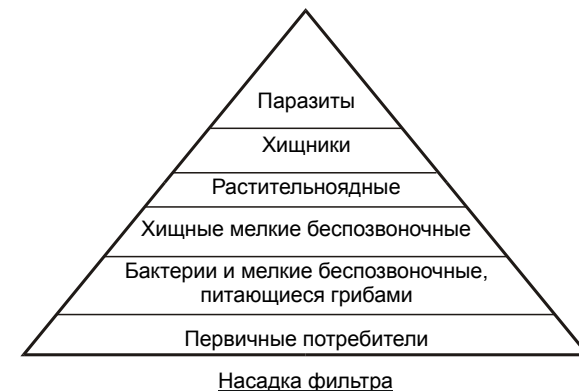 Паразиты
Хищники
Растительноядные
Хищные мелкие беспозвоночные
Бактерии и мелкие беспозвоночные,
питающиеся грибами
Первичные потребители
Насадка фильтра